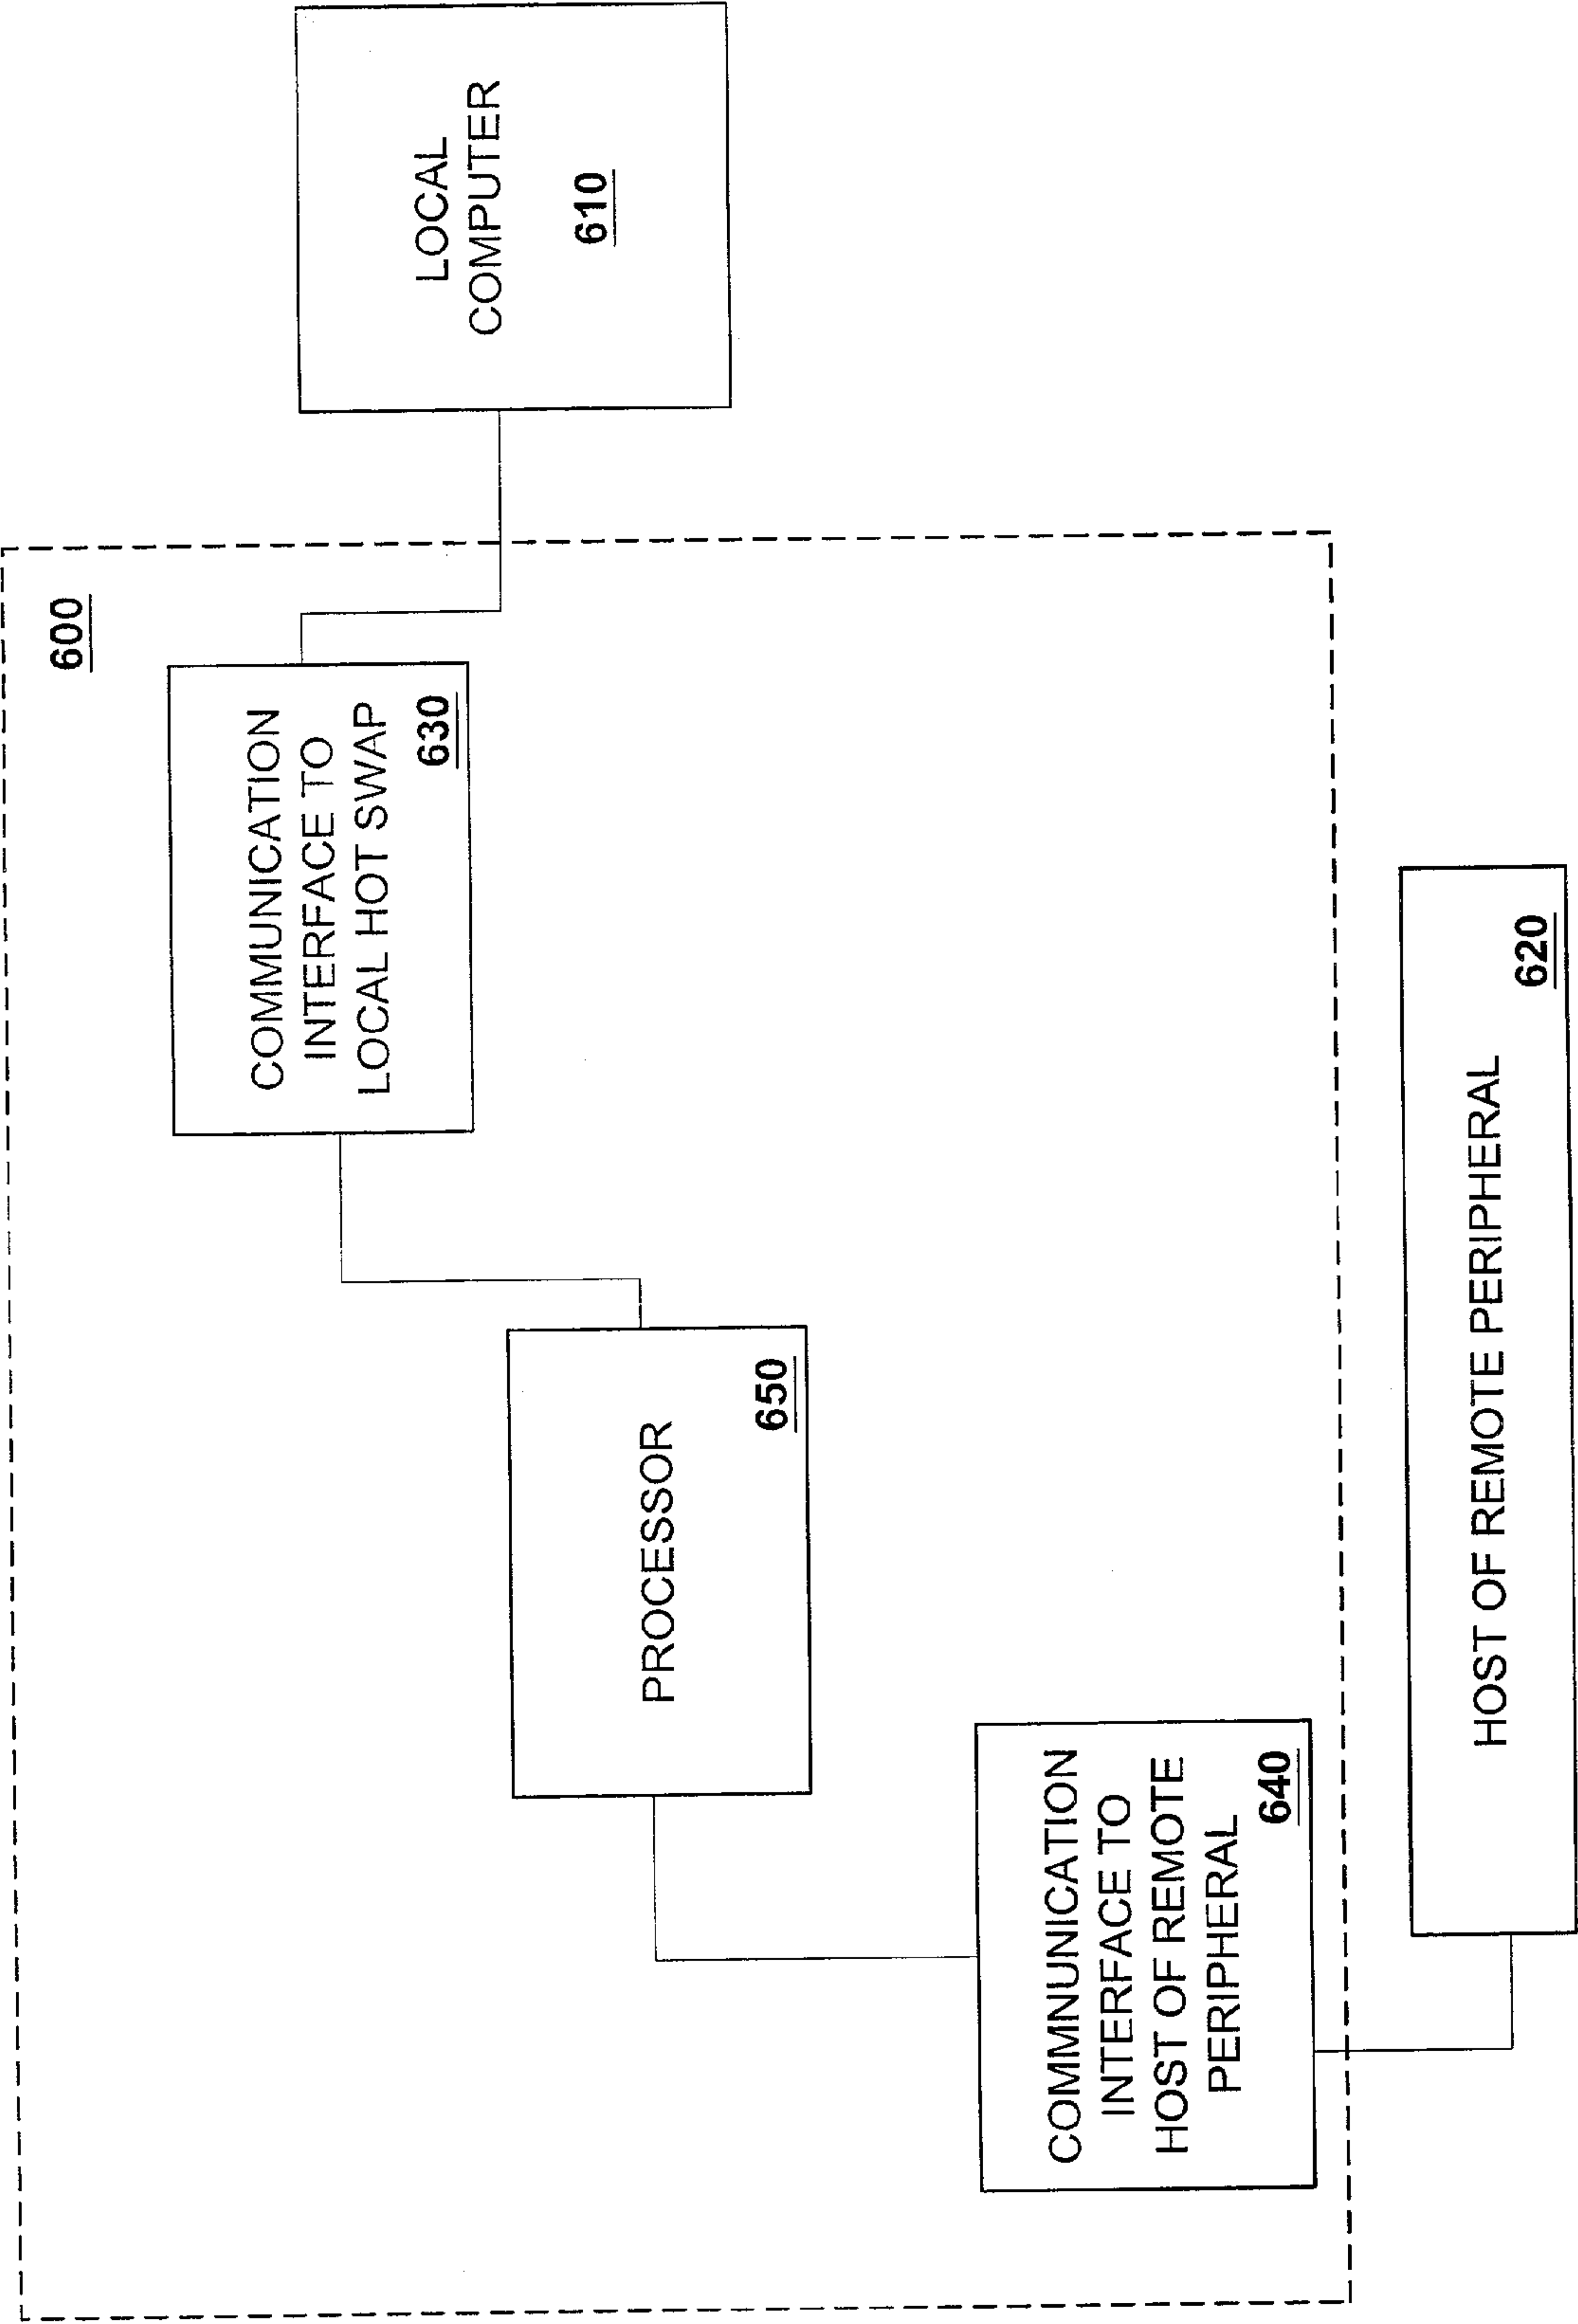 600
LOCAL
COMPUTER
610
COMMUNICATION
INTERFACE TO
LOCAL HOT SWAP
630
PROCESSOR
650
COMMNUNICATION
INTERFACE TO
HOST OF REMOTE
PERIPHERAL
640
HOST OF REMOTE PERIPHERAL
620